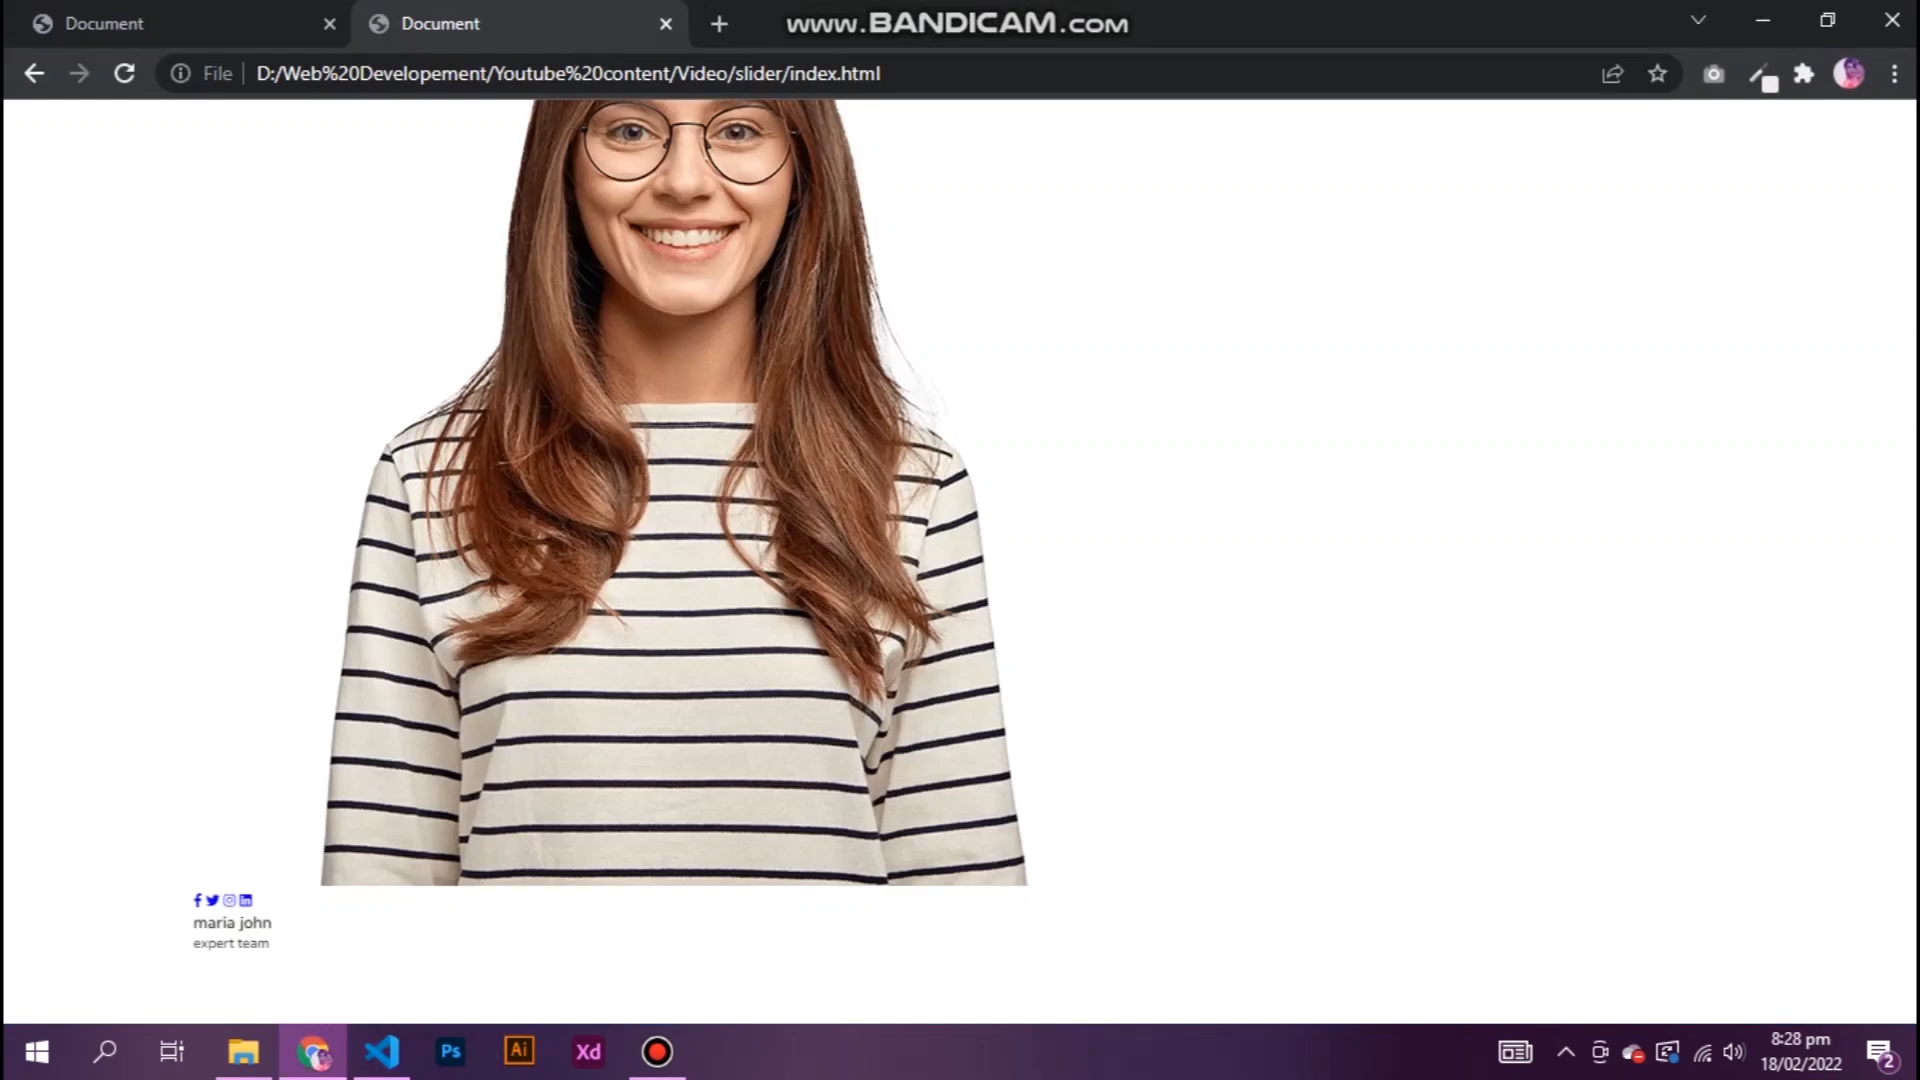 Document
Document
www.BANDICAM.com
File
D:/Web%20Developement/Youtube%20content/Video/slider/index.html
maria john
expert team
Ps
Ai
Xd
8:28 pm
18/02/2022
2